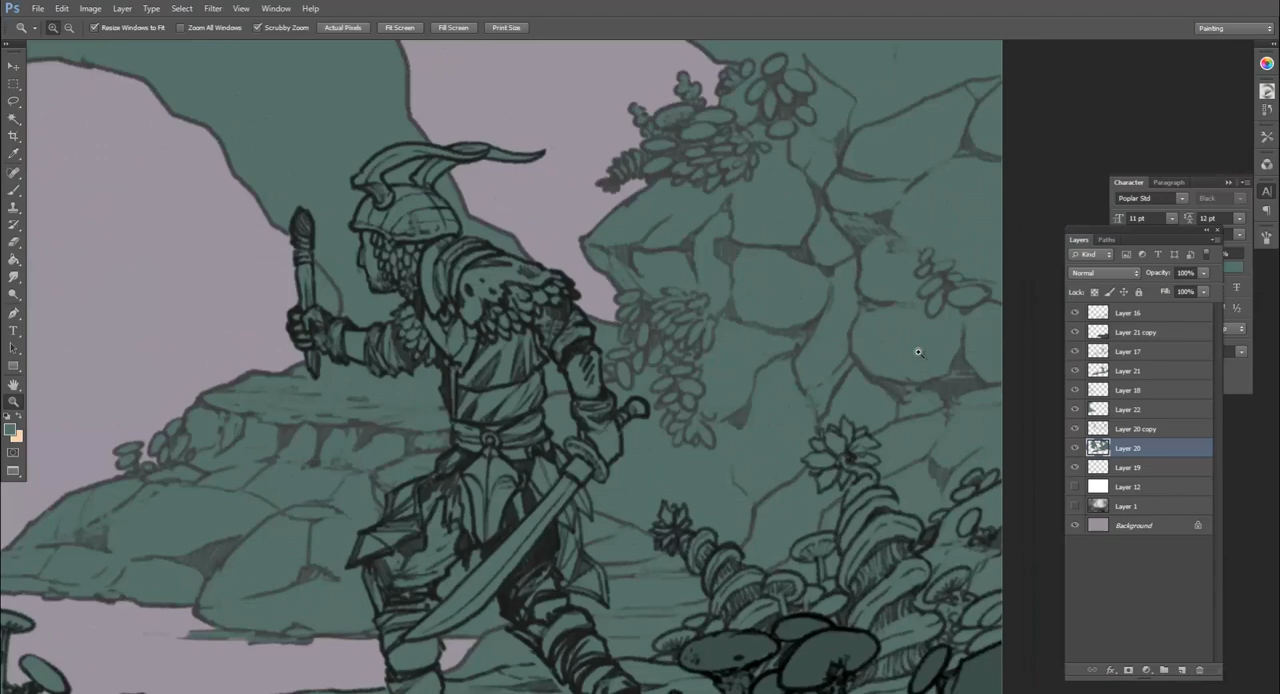 Ps File Edit Image Layer Type Select Filter View Window Help
Resize Windows to Fit Zoom All Windows Scrubby Zoom Actual Pixels Fit Screen Fill Screen Print Size Painting
Character Paragraph
Poplar Std Black
11 pt 12 pt
Layers Paths
Kind
Normal Opacity: 100%
Lock: Fill: 100%
Layer 16
Layer 21 copy
Layer 17
Layer 21
Layer 18
Layer 22
Layer 20 copy
Layer 20
Layer 19
Layer 12
Layer 1
Background